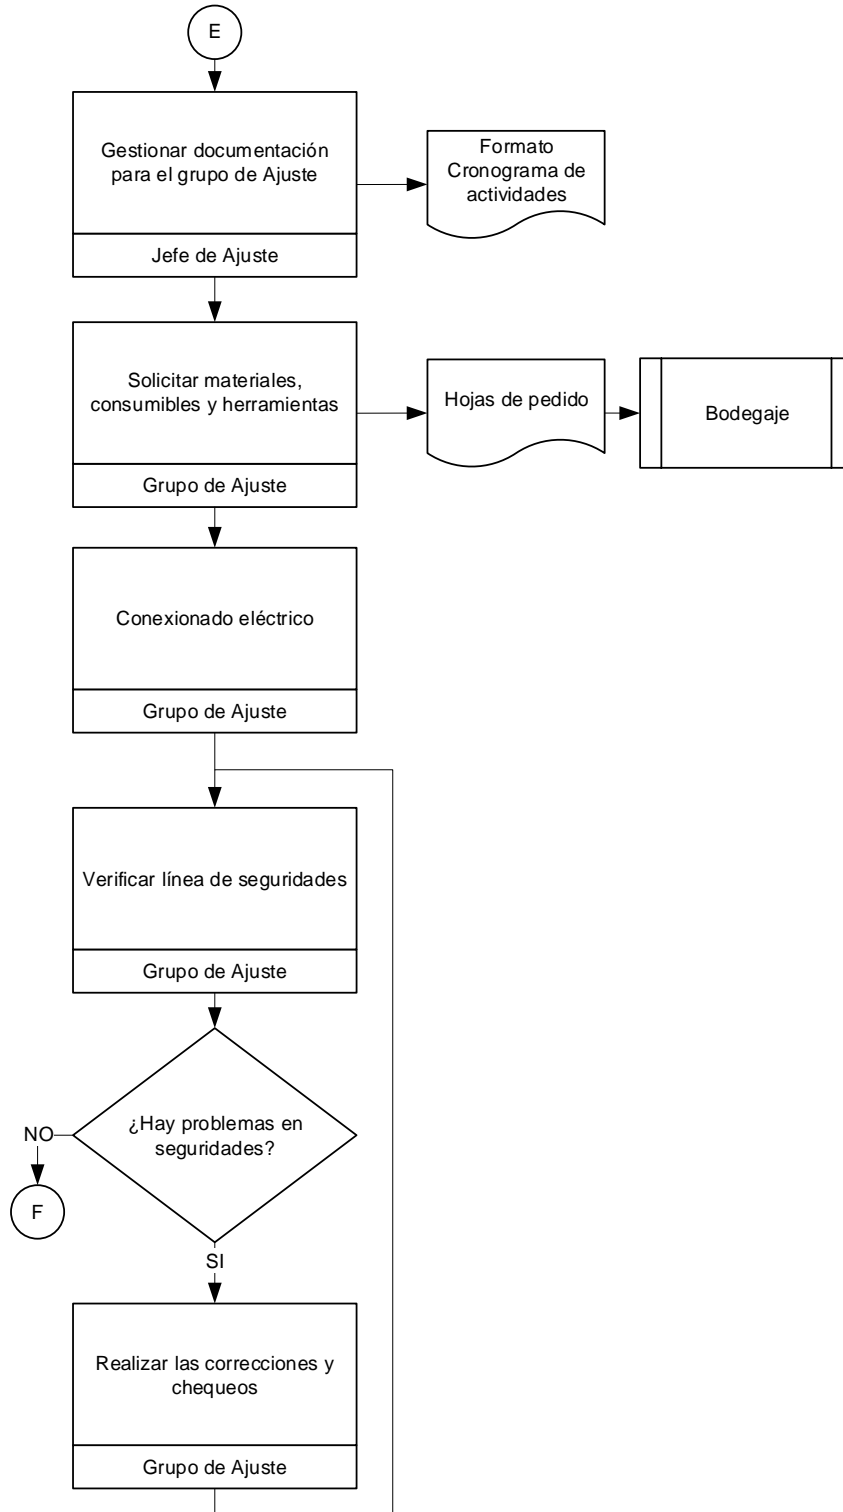 E
Gestionar documentación
para el grupo de Ajuste
Jefe de Ajuste
Formato
Cronograma de
actividades
Solicitar materiales,
consumibles y herramientas
Grupo de Ajuste
Hojas de pedido
Bodegaje
Conexionado eléctrico
Grupo de Ajuste
Verificar línea de seguridades
Grupo de Ajuste
¿Hay problemas en
seguridades?
NO
F
SI
Realizar las correcciones y
chequeos
Grupo de Ajuste